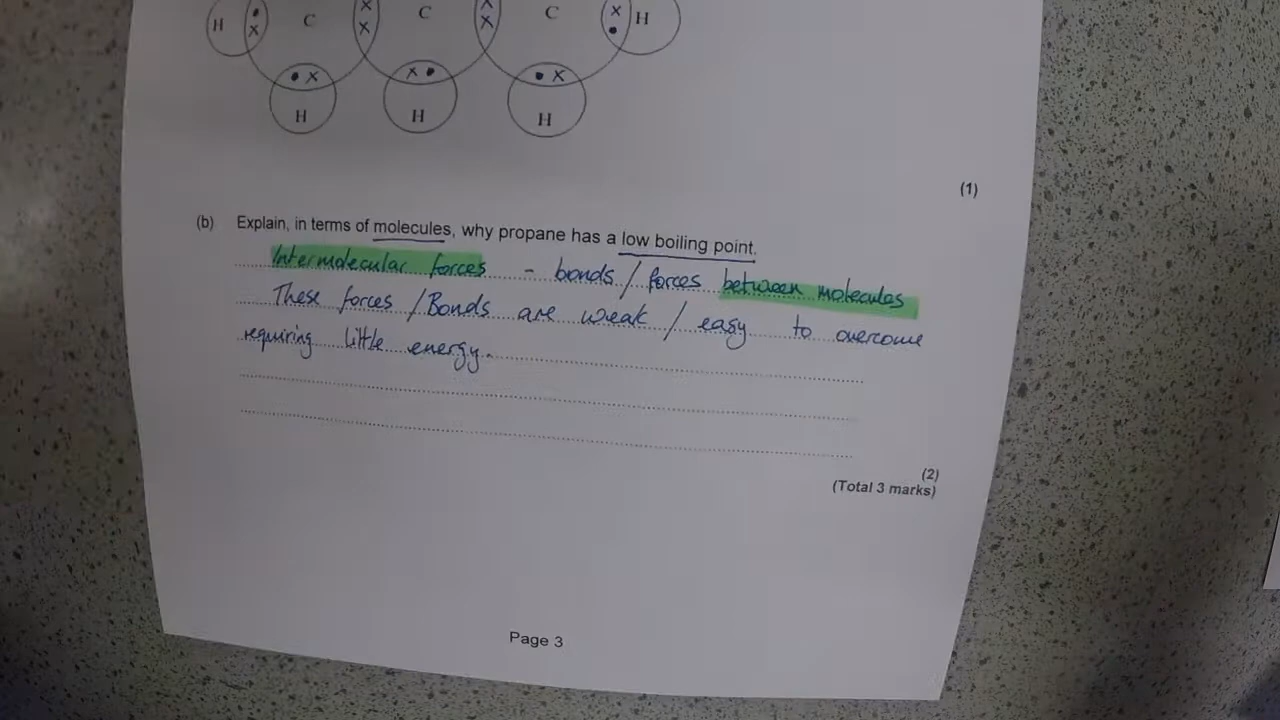 H C C C H
H H H
(1)
(b) Explain, in terms of molecules, why propane has a low boiling point.
Intermolecular forces - bonds / forces between molecules
These forces / Bonds are weak / easy to overcome
requiring little energy.
(2)
(Total 3 marks)
Page 3